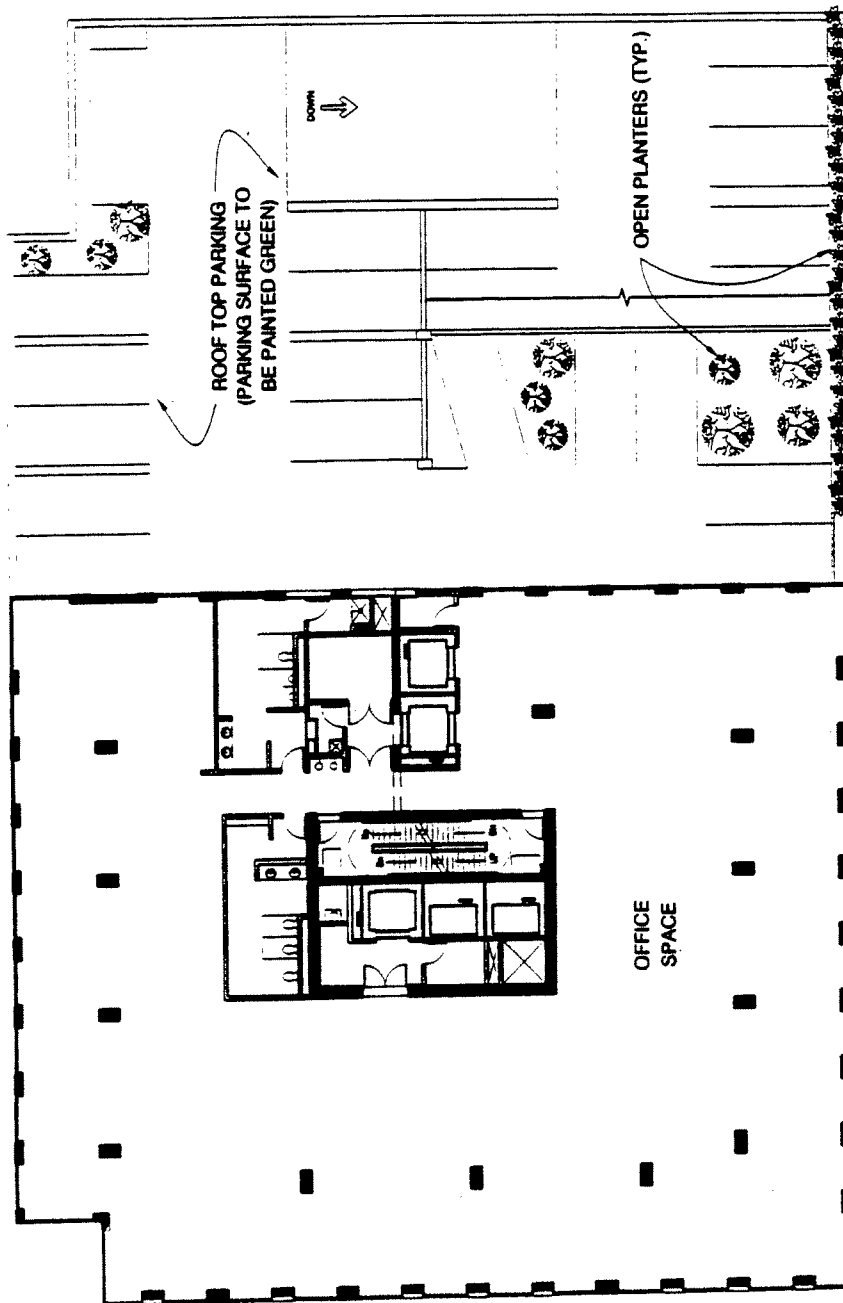 DOWN
ROOF TOP PARKING
(PARKING SURFACE TO
BE PAINTED GREEN)
OPEN PLANTERS (TYP.)
OFFICE
SPACE